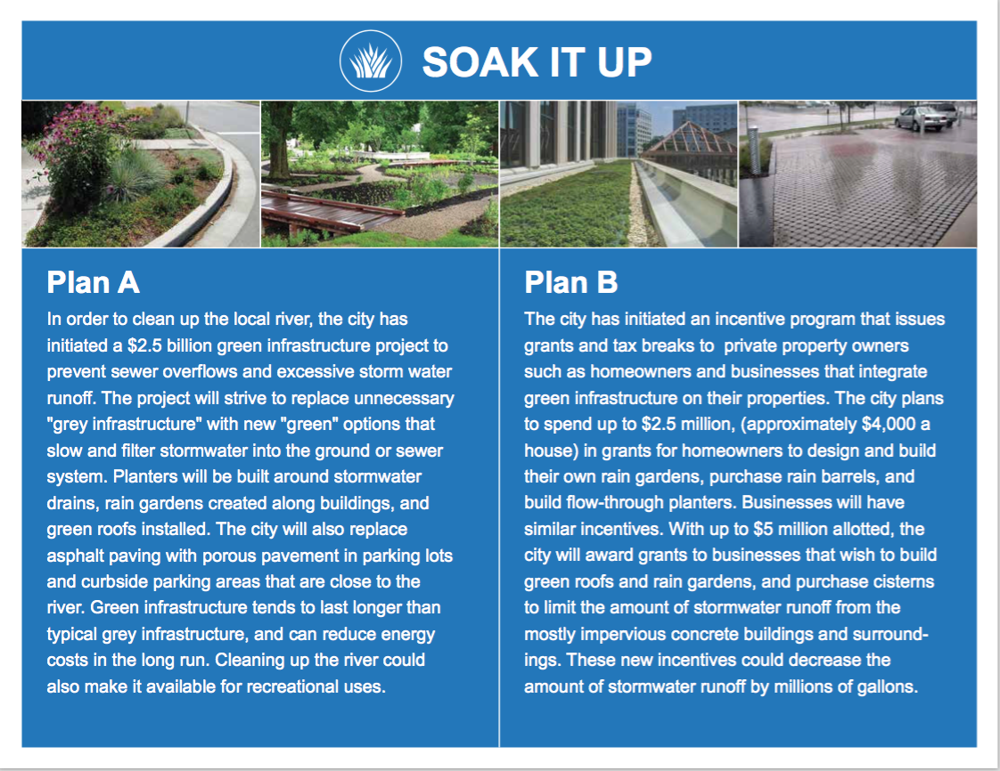 SOAK IT UP
Plan A
In order to clean up the local river, the city has
initiated a $2.5 billion green infrastructure project to
prevent sewer overflows and excessive storm water
runoff. The project will strive to replace unnecessary
"grey infrastructure" with new "green" options that
slow and filter stormwater into the ground or sewer
system. Planters will be built around stormwater
drains, rain gardens created along buildings, and
green roofs installed. The city will also replace
asphalt paving with porous pavement in parking lots
and curbside parking areas that are close to the
river. Green infrastructure tends to last longer than
typical grey infrastructure, and can reduce energy
costs in the long run. Cleaning up the river could
also make it available for recreational uses.
Plan B
The city has initiated an incentive program that issues
grants and tax breaks to  private property owners
such as homeowners and businesses that integrate
green infrastructure on their properties. The city plans
to spend up to $2.5 million, (approximately $4,000 a
house) in grants for homeowners to design and build
their own rain gardens, purchase rain barrels, and
build flow-through planters. Businesses will have
similar incentives. With up to $5 million allotted, the
city will award grants to businesses that wish to build
green roofs and rain gardens, and purchase cisterns
to limit the amount of stormwater runoff from the
mostly impervious concrete buildings and surround-
ings. These new incentives could decrease the
amount of stormwater runoff by millions of gallons.